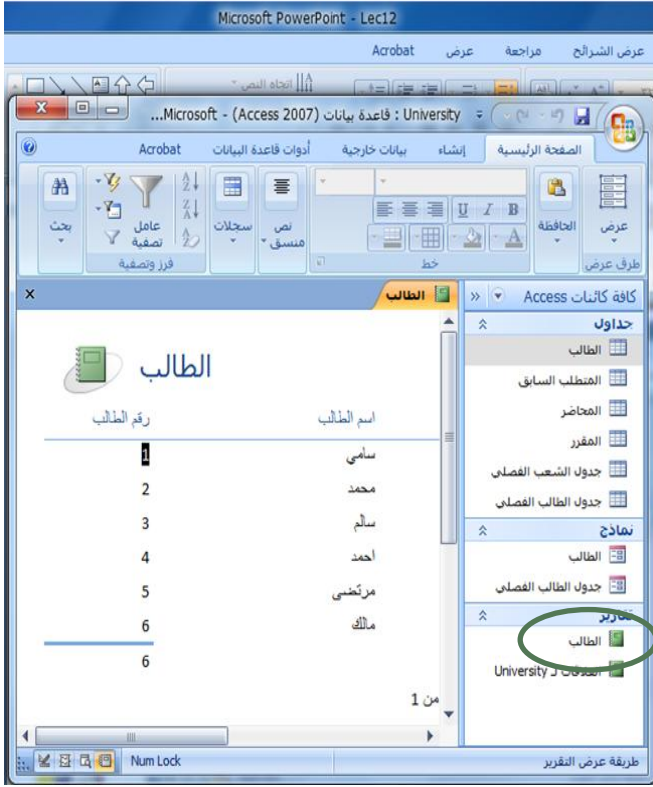 Microsoft PowerPoint - Lec12
عرض الشرائح مراجعة عرض Acrobat
اتجاه النص
University : قاعدة بيانات (Access 2007) - Microsoft...
الصفحة الرئيسية إنشاء بيانات خارجية أدوات قاعدة البيانات Acrobat
عرض
الحافظة
B I U
A
نص منسق
سجلات
عامل تصفية
بحث
طرق عرض
خط
فرز وتصفية
كافة كائنات Access
جداول
الطالب
المتطلب السابق
المحاضر
المقرر
جدول الشعب الفصلي
جدول الطالب الفصلي
نماذج
الطالب
جدول الطالب الفصلي
تقارير
الطالب
العلاقات لـ University
الطالب
الطالب
اسم الطالب رقم الطالب
سامي 1
محمد 2
سالم 3
احمد 4
مرتضى 5
مالك 6
6
من 1
طريقة عرض التقرير
Num Lock